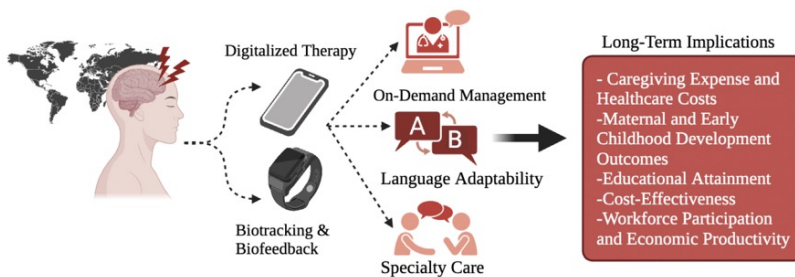 Digitalized Therapy
Biotracking &
Biofeedback
On-Demand Management
A
B
Language Adaptability
Specialty Care
Long-Term Implications
- Caregiving Expense and
Healthcare Costs
- Maternal and Early
Childhood Development
Outcomes
- Educational Attainment
- Cost-Effectiveness
-Workforce Participation
and Economic Productivity